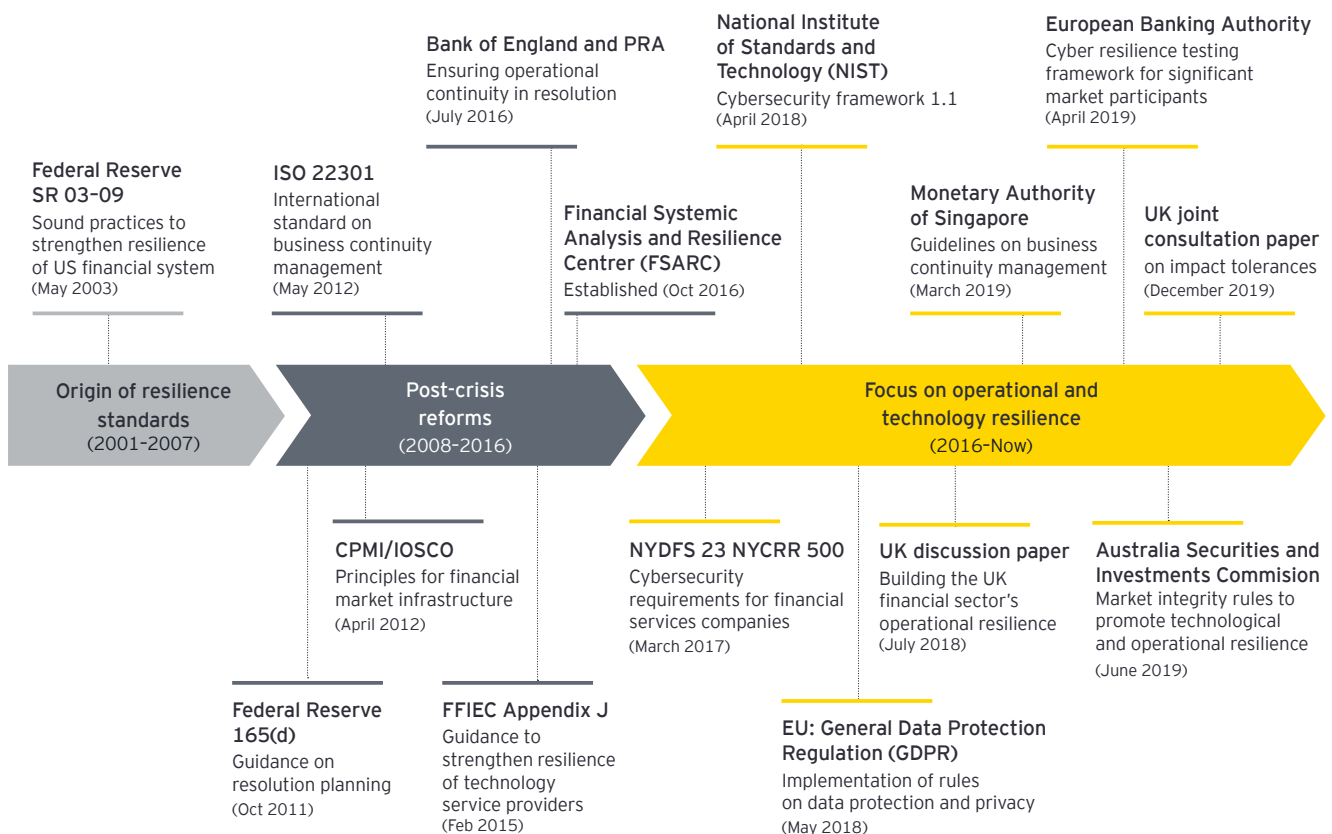 Bank of England and PRA
Ensuring operational
continuity in resolution
(July 2016)
National Institute
of Standards and
Technology (NIST)
Cybersecurity framework 1.1
(April 2018)
European Banking Authority
Cyber resilience testing
framework for significant
market participants
(April 2019)
Federal Reserve
SR 03–09
Sound practices to
strengthen resilience
of US financial system
(May 2003)
ISO 22301
International
standard on
business continuity
management
(May 2012)
Financial Systemic
Analysis and Resilience
Centrer (FSARC)
Established (Oct 2016)
Monetary Authority
of Singapore
Guidelines on business
continuity management
(March 2019)
UK joint
consultation paper
on impact tolerances
(December 2019)
Origin of resilience
standards
(2001–2007)
Post-crisis
reforms
(2008–2016)
Focus on operational and
technology resilience
(2016–Now)
CPMI/IOSCO
Principles for financial
market infrastructure
(April 2012)
NYDFS 23 NYCRR 500
Cybersecurity
requirements for financial
services companies
(March 2017)
UK discussion paper
Building the UK
financial sector’s
operational resilience
(July 2018)
Australia Securities and
Investments Commision
Market integrity rules to
promote technological
and operational resilience
(June 2019)
Federal Reserve
165(d)
Guidance on
resolution planning
(Oct 2011)
FFIEC Appendix J
Guidance to
strengthen resilience
of technology
service providers
(Feb 2015)
EU: General Data Protection
Regulation (GDPR)
Implementation of rules
on data protection and privacy
(May 2018)